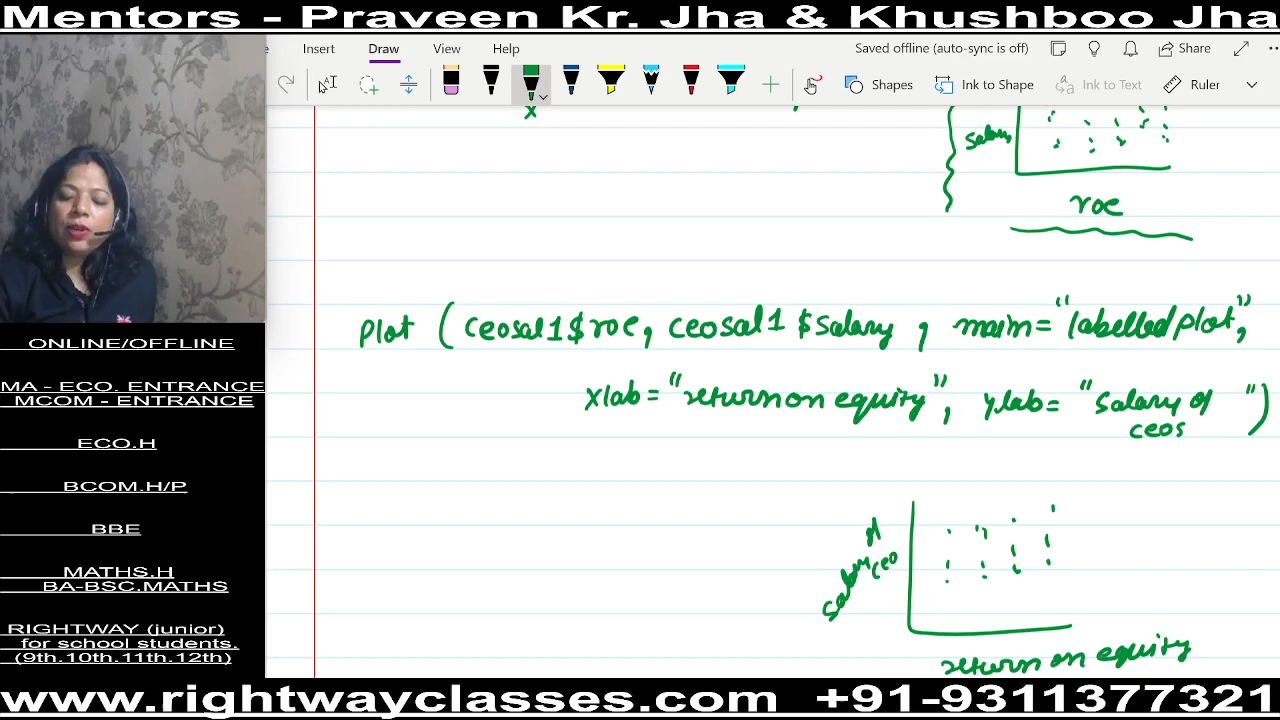 Mentors - Praveen Kr. Jha & Khushboo Jha
Insert Draw View Help Saved offline (auto-sync is off) Share
Shapes Ink to Shape Ink to Text Ruler
x
salary
roe
Plot ( ceosal1$roe, ceosal1 $salary , main= "labelled plot",
xlab= "return on equity", ylab= "salary of ")
ceos
salary of
ceo
return on equity
ONLINE/OFFLINE
MA - ECO. ENTRANCE
MCOM - ENTRANCE
ECO.H
BCOM.H/P
BBE
MATHS.H
BA-BSC.MATHS
RIGHTWAY (junior)
for school students.
(9th.10th.11th.12th)
www.rightwayclasses.com +91-9311377321